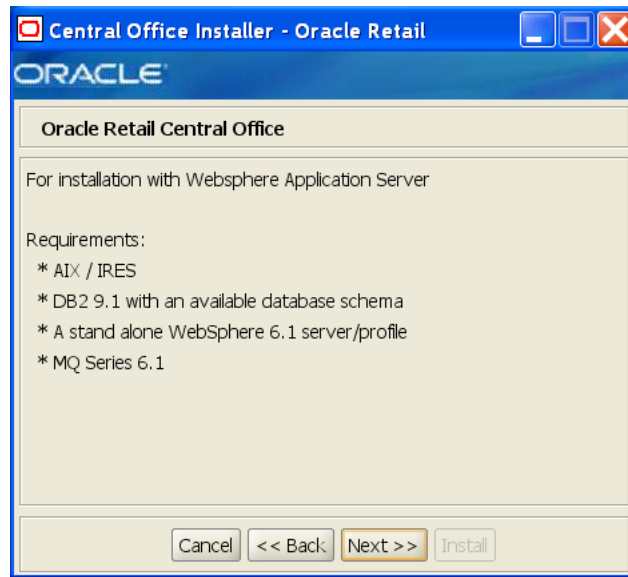 Central Office Installer - Oracle Retail
ORACLE
Oracle Retail Central Office
For installation with Websphere Application Server
Requirements:
* AIX / IRES
* DB2 9.1 with an available database schema
* A stand alone WebSphere 6.1 server/profile
* MQ Series 6.1
Cancel << Back Next >> Install